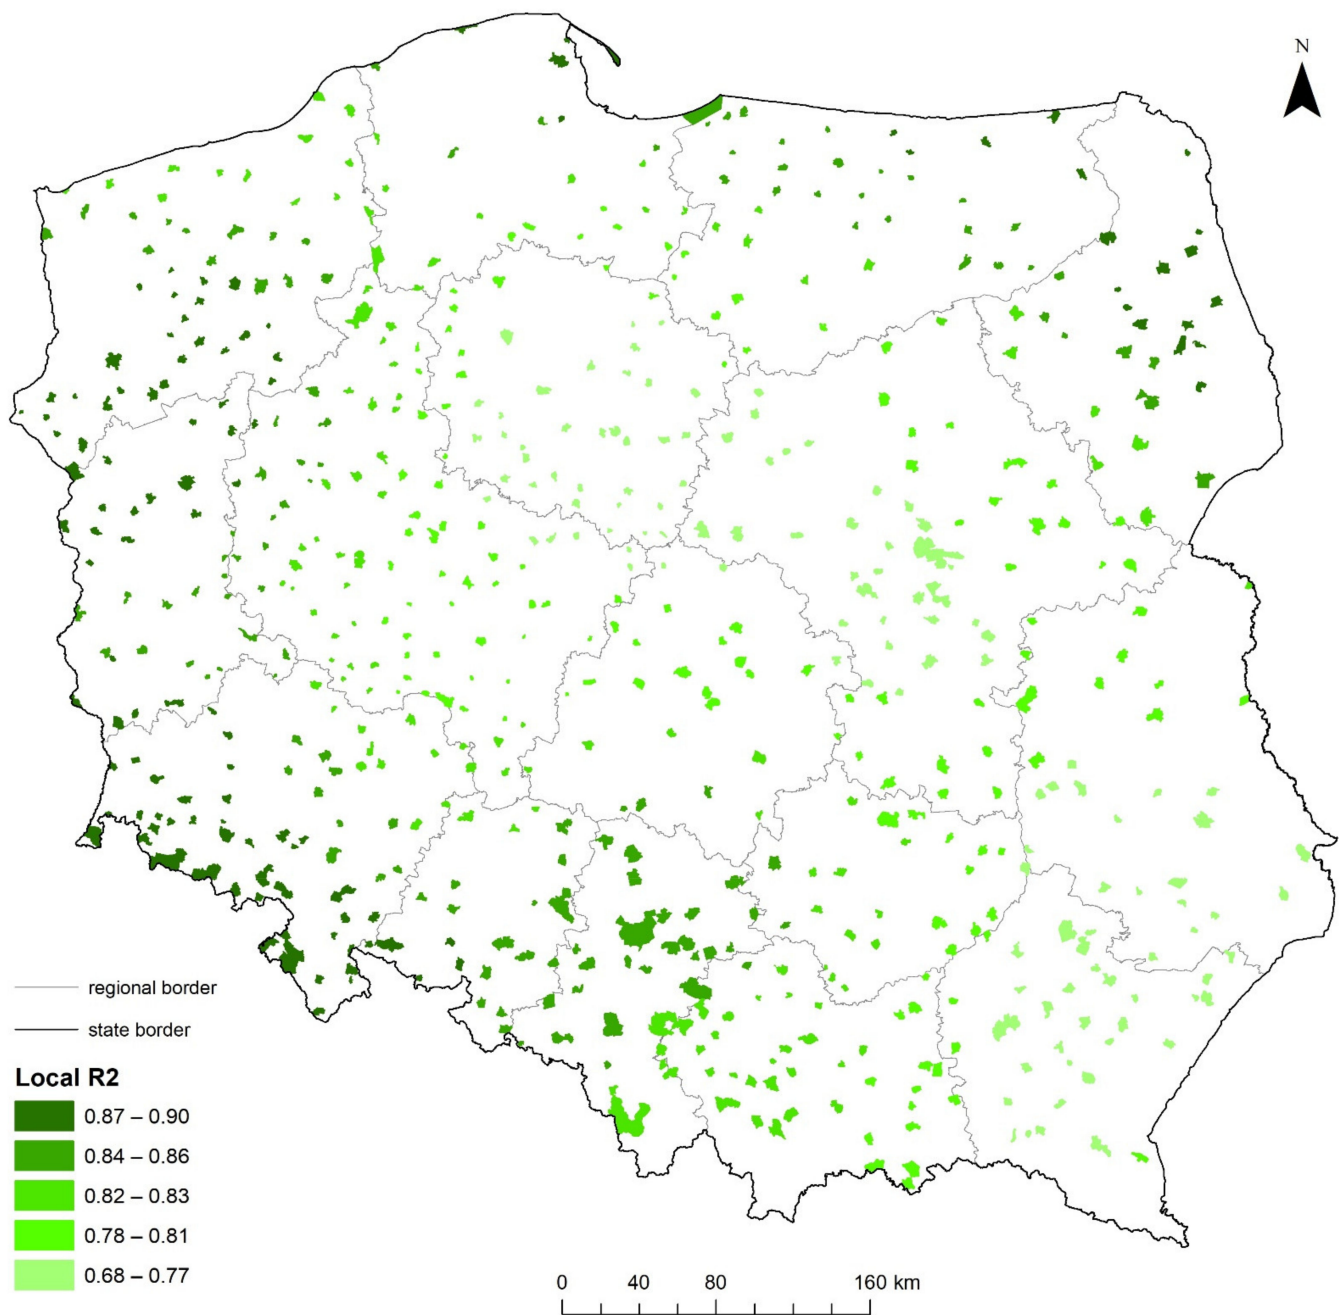 N
regional border
state border
Local R2
0.87 – 0.90
0.84 – 0.86
0.82 – 0.83
0.78 – 0.81
0.68 – 0.77
0 40 80 160 km